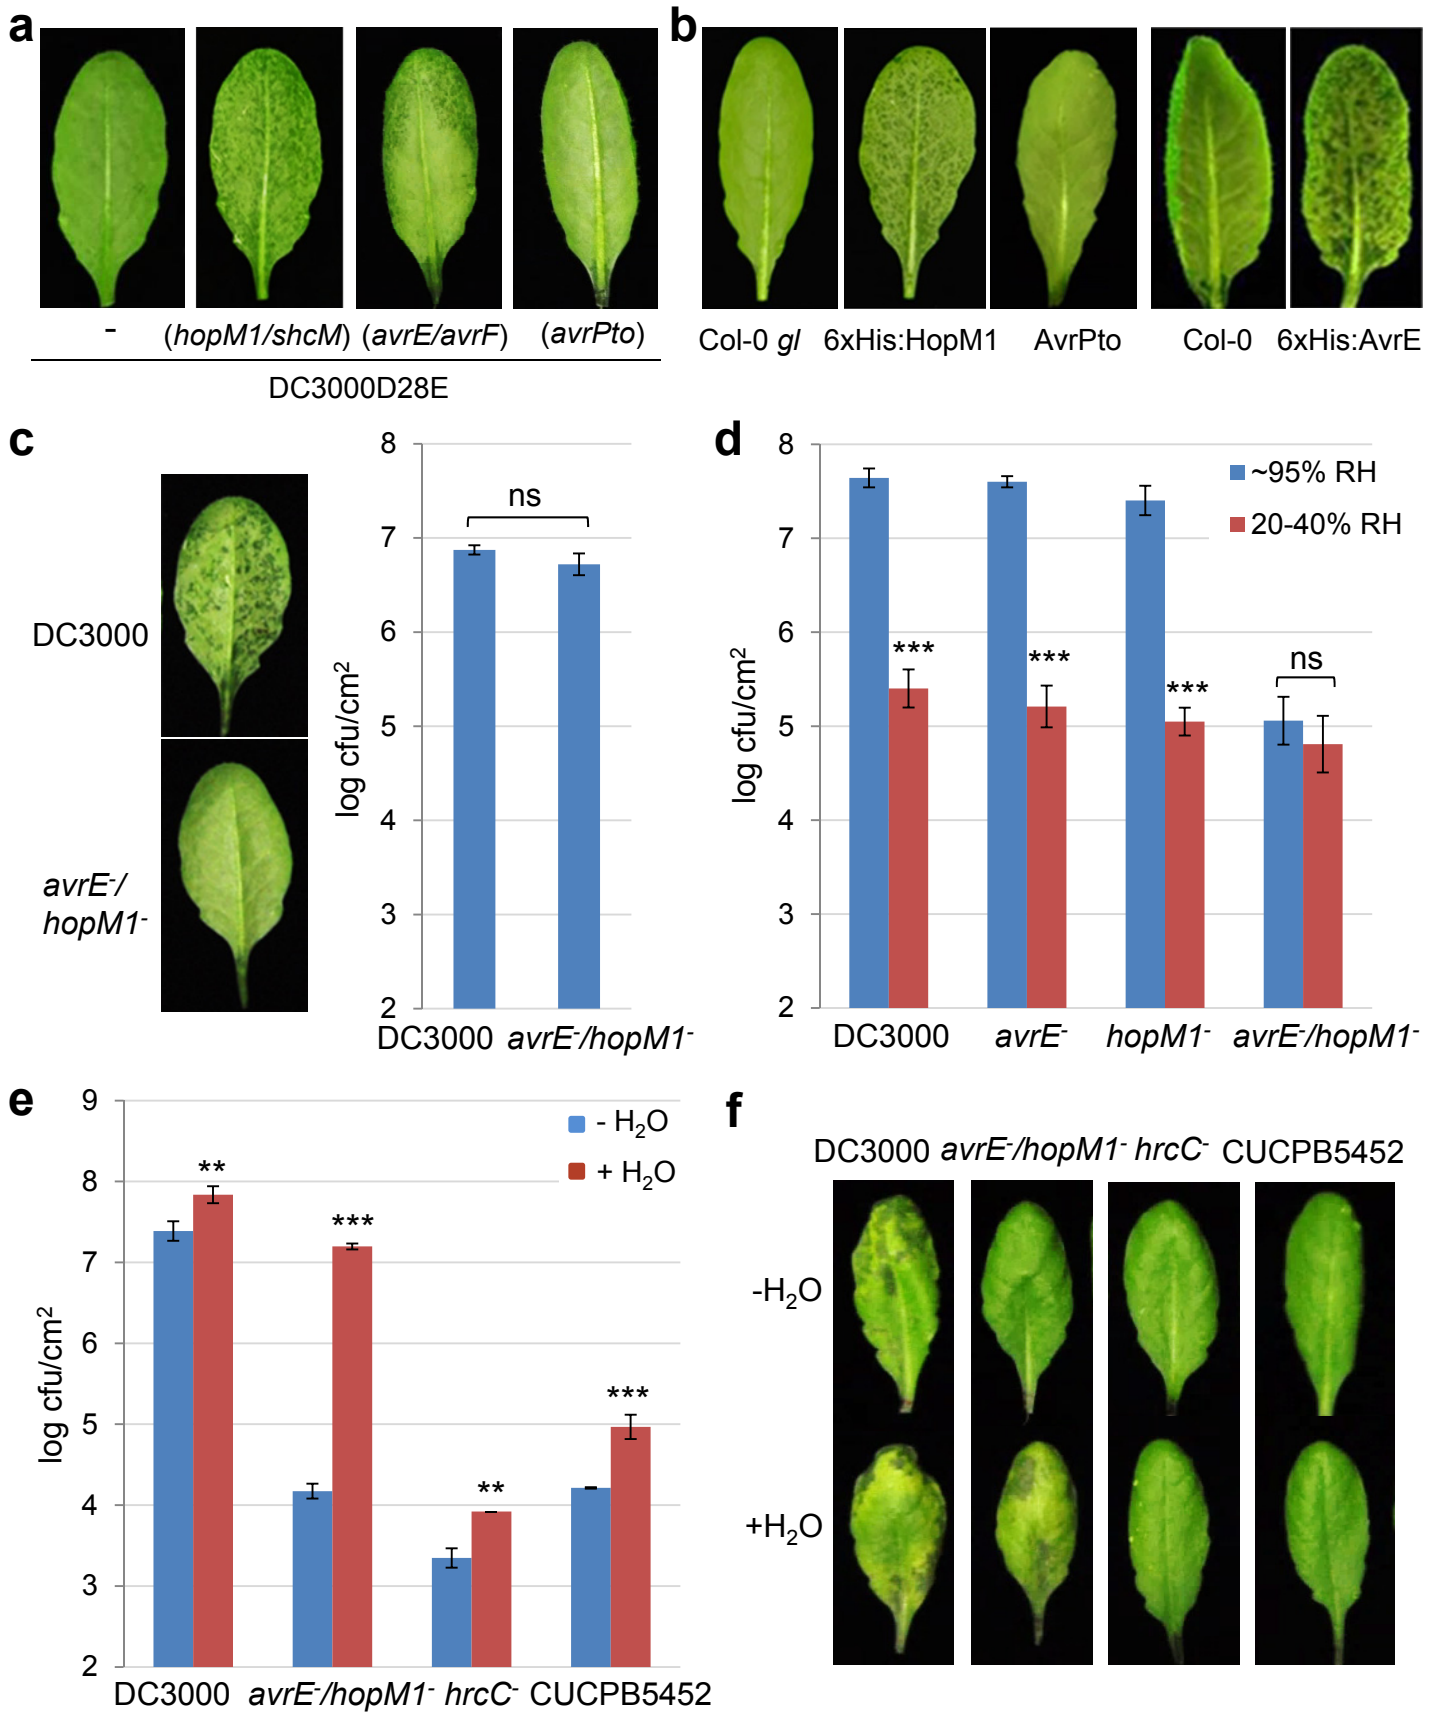 a
-
(hopM1/shcM)
(avrE/avrF)
(avrPto)
DC3000D28E
b
Col-0 gl
6xHis:HopM1
AvrPto
Col-0
6xHis:AvrE
c
DC3000
avrE-/
hopM1-
log cfu/cm2
8
7
6
5
4
3
2
ns
DC3000
avrE-/hopM1-
d
log cfu/cm2
8
7
6
5
4
3
2
~95% RH
20-40% RH
***
***
***
ns
DC3000
avrE-
hopM1-
avrE-/hopM1-
e
log cfu/cm2
9
8
7
6
5
4
3
2
- H2O
+ H2O
**
***
**
***
DC3000
avrE-/hopM1-
hrcC-
CUCPB5452
f
DC3000
avrE-/hopM1-
hrcC-
CUCPB5452
-H2O
+H2O